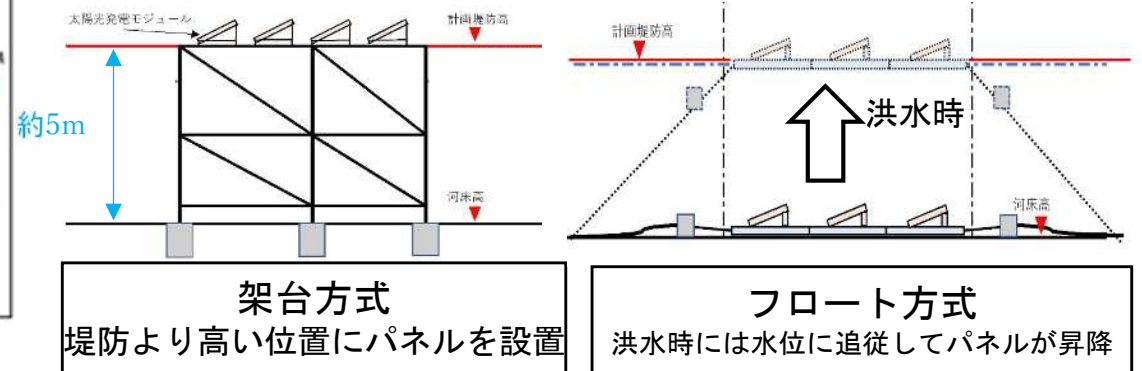 太陽光発電モジュール
計画堤防高
約5m
河床高
架台方式
堤防より高い位置にパネルを設置
計画堤防高
洪水時
河床高
フロート方式
洪水時には水位に追従してパネルが昇降